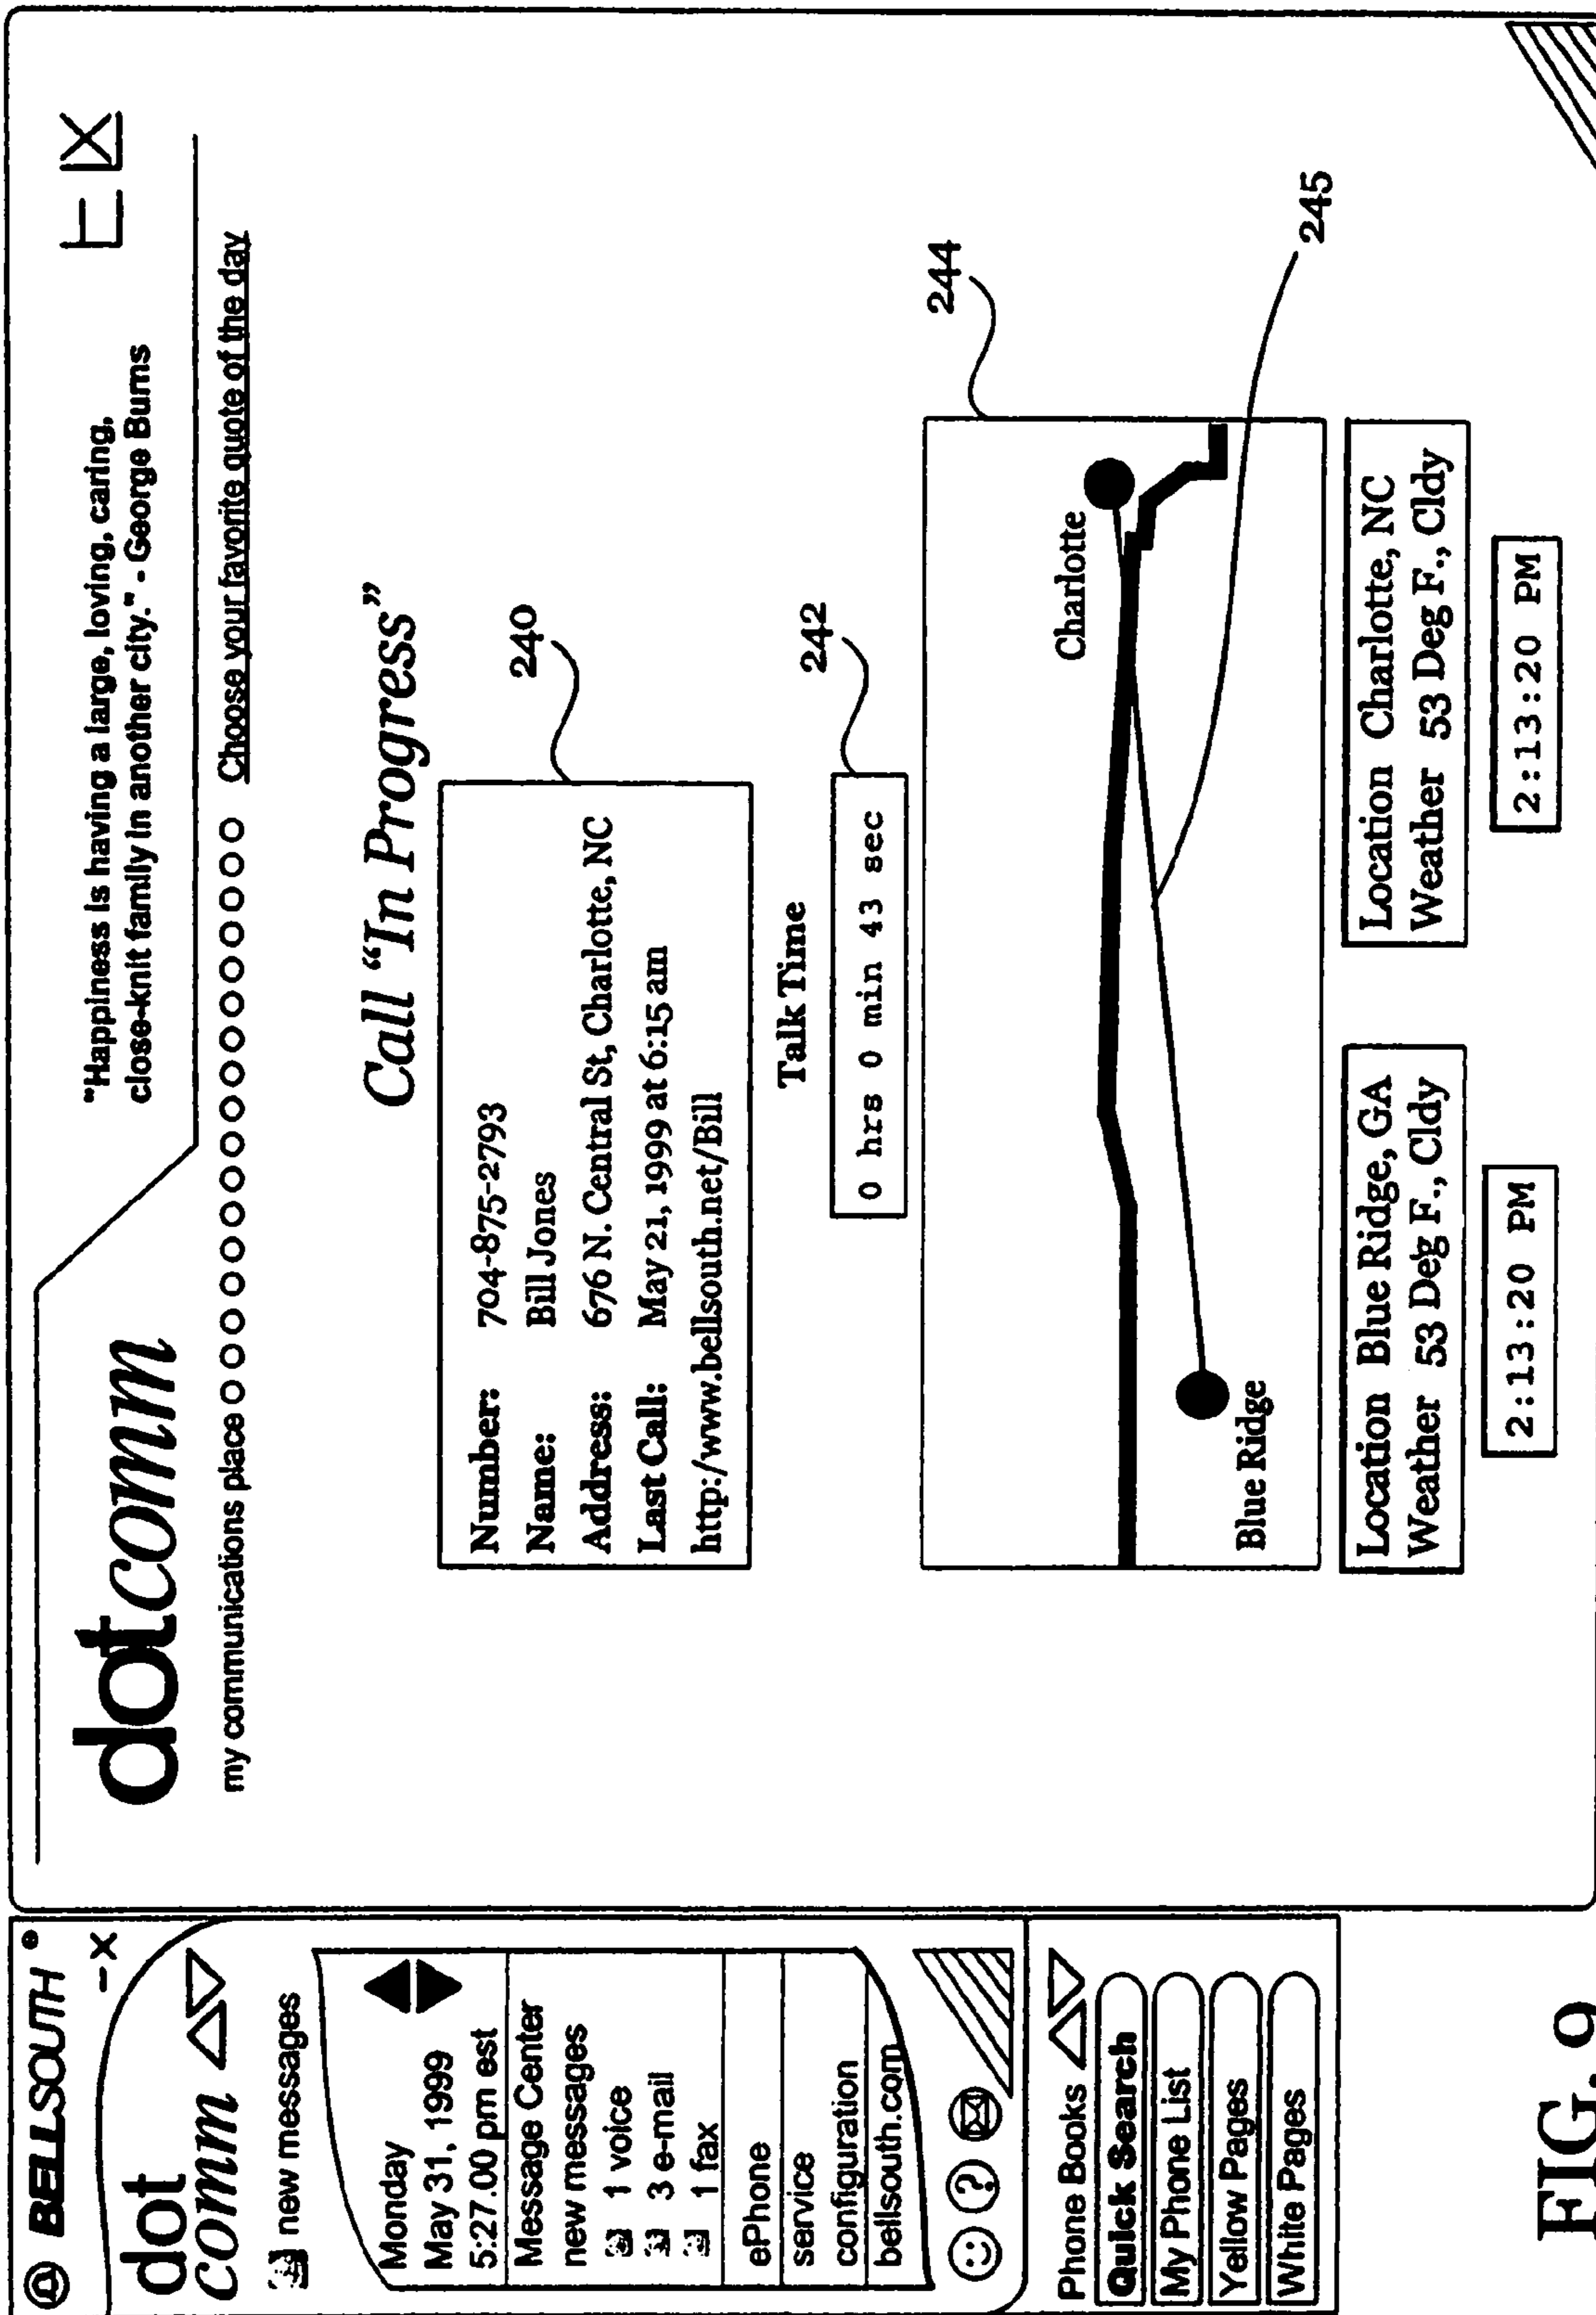 BELLSOUTH ®
–X
dot
comm
new messages
Monday
May 31, 1999
5:27.00 pm est
Message Center
new messages
1 voice
3 e-mail
1 fax
ePhone
service
configuration
bellsouth.com
?
Phone Books
Quick Search
My Phone List
Yellow Pages
White Pages
dotcomm
"Happiness is having a large, loving, caring,
close-knit family in another city." - George Burns
my communications place
Choose your favorite quote of the day
Call “In Progress”
Number: 704-875-2793
Name: Bill Jones
Address: 676 N. Central St, Charlotte, NC
Last Call: May 21, 1999 at 6:15 am
http:/www.bellsouth.net/Bill
240
Talk Time
242
0 hrs 0 min 43 sec
244
Charlotte
Blue Ridge
245
Location Blue Ridge, GA
Weather 53 Deg F., Cldy
2:13:20 PM
Location Charlotte, NC
Weather 53 Deg F., Cldy
2:13:20 PM
FIG. 9